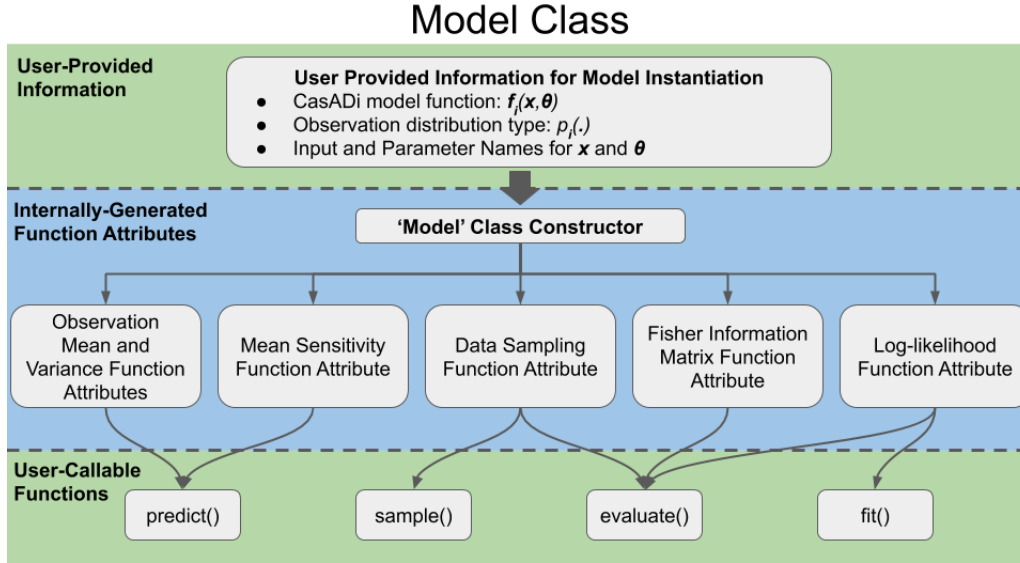 Model Class
User-Provided
Information
User Provided Information for Model Instantiation
● CasADi model function: fᵢ(x,θ)
● Observation distribution type: pᵢ(.)
● Input and Parameter Names for x and θ
Internally-Generated
Function Attributes
‘Model’ Class Constructor
Observation
Mean and
Variance Function
Attributes
Mean Sensitivity
Function Attribute
Data Sampling
Function Attribute
Fisher Information
Matrix Function
Attribute
Log-likelihood
Function Attribute
User-Callable
Functions
predict()
sample()
evaluate()
fit()